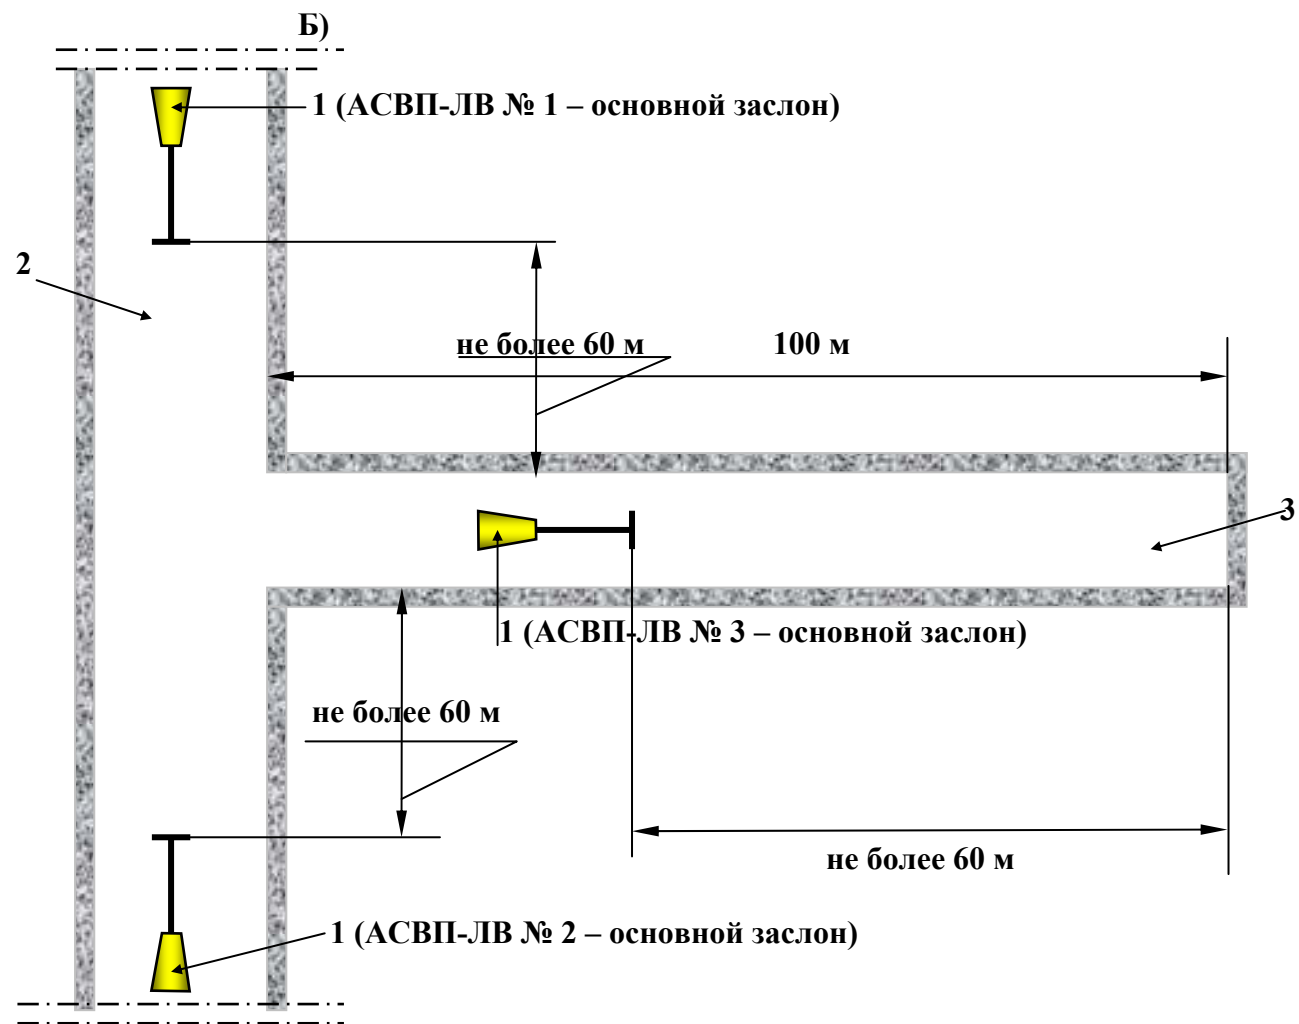 Б)
1 (АСВП-ЛВ № 1 – основной заслон)
2
не более 60 м
100 м
3
1 (АСВП-ЛВ № 3 – основной заслон)
не более 60 м
не более 60 м
1 (АСВП-ЛВ № 2 – основной заслон)